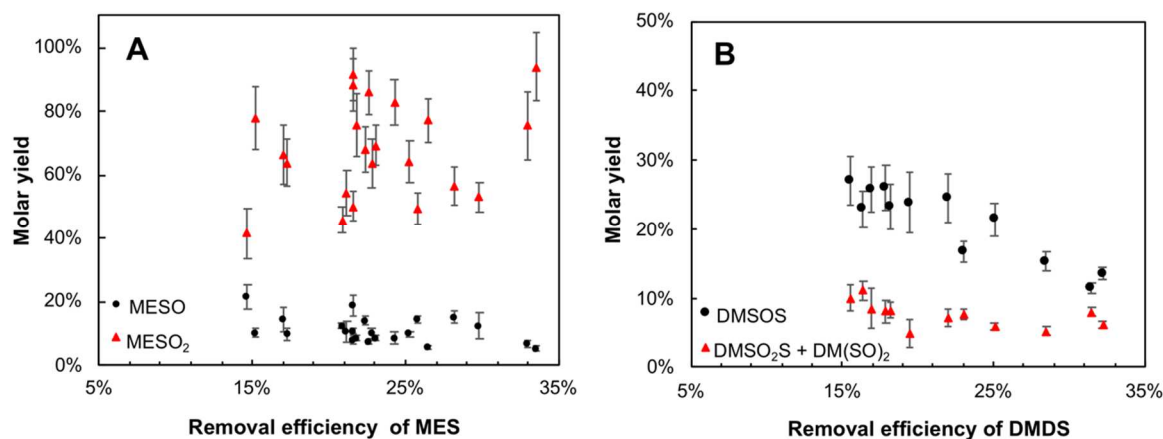 A
100%
80%
60%
40%
20%
0%
Molar yield
MESO
MESO₂
5% 15% 25% 35%
Removal efficiency of MES
B
50%
40%
30%
20%
10%
0%
Molar yield
DMSOS
DMSO₂S + DM(SO)₂
5% 15% 25% 35%
Removal efficiency of DMDS